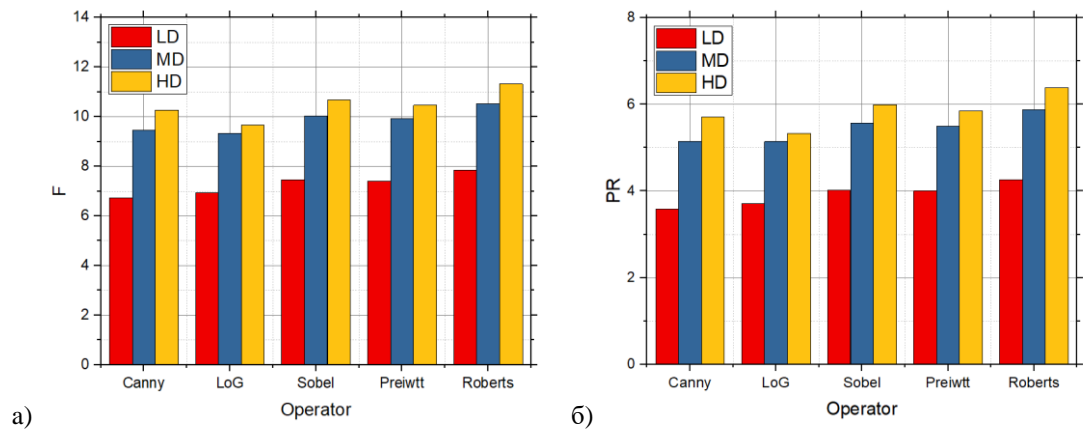 14
12
10
8
6
4
2
0
F
LD
MD
HD
Canny LoG Sobel Preiwtt Roberts
Operator
а)
8
6
4
2
0
PR
LD
MD
HD
Canny LoG Sobel Preiwtt Roberts
Operator
б)